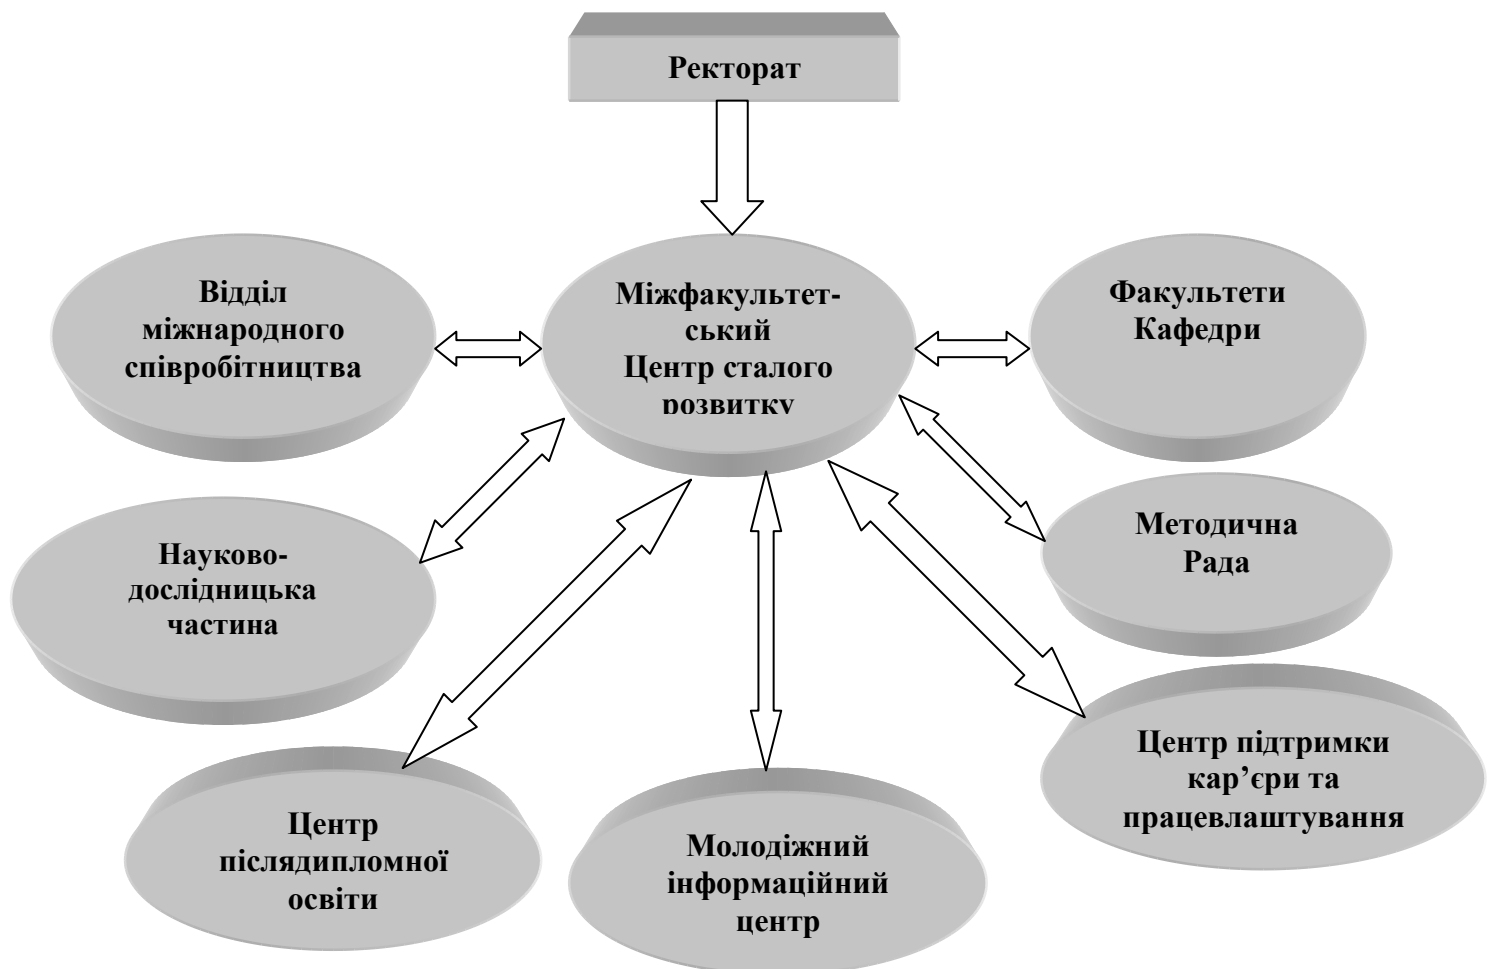 Ректорат
Відділ
міжнародного
співробітництва
Міжфакультет-
ський
Центр сталого
розвитку
Факультети
Кафедри
Науково-
дослідницька
частина
Методична
Рада
Центр
післядипломної
освіти
Молодіжний
інформаційний
центр
Центр підтримки
кар’єри та
працевлаштування